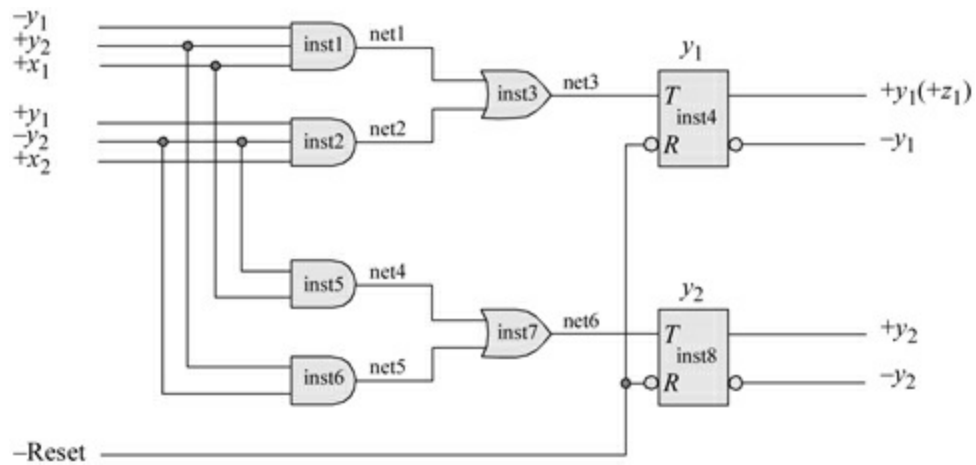 –y1
+y2
+x1
inst1
net1
inst3
net3
y1
T
inst4
R
+y1(+z1)
–y1
+y1
–y2
+x2
inst2
net2
inst5
net4
inst7
net6
y2
T
inst8
R
+y2
–y2
inst6
net5
–Reset